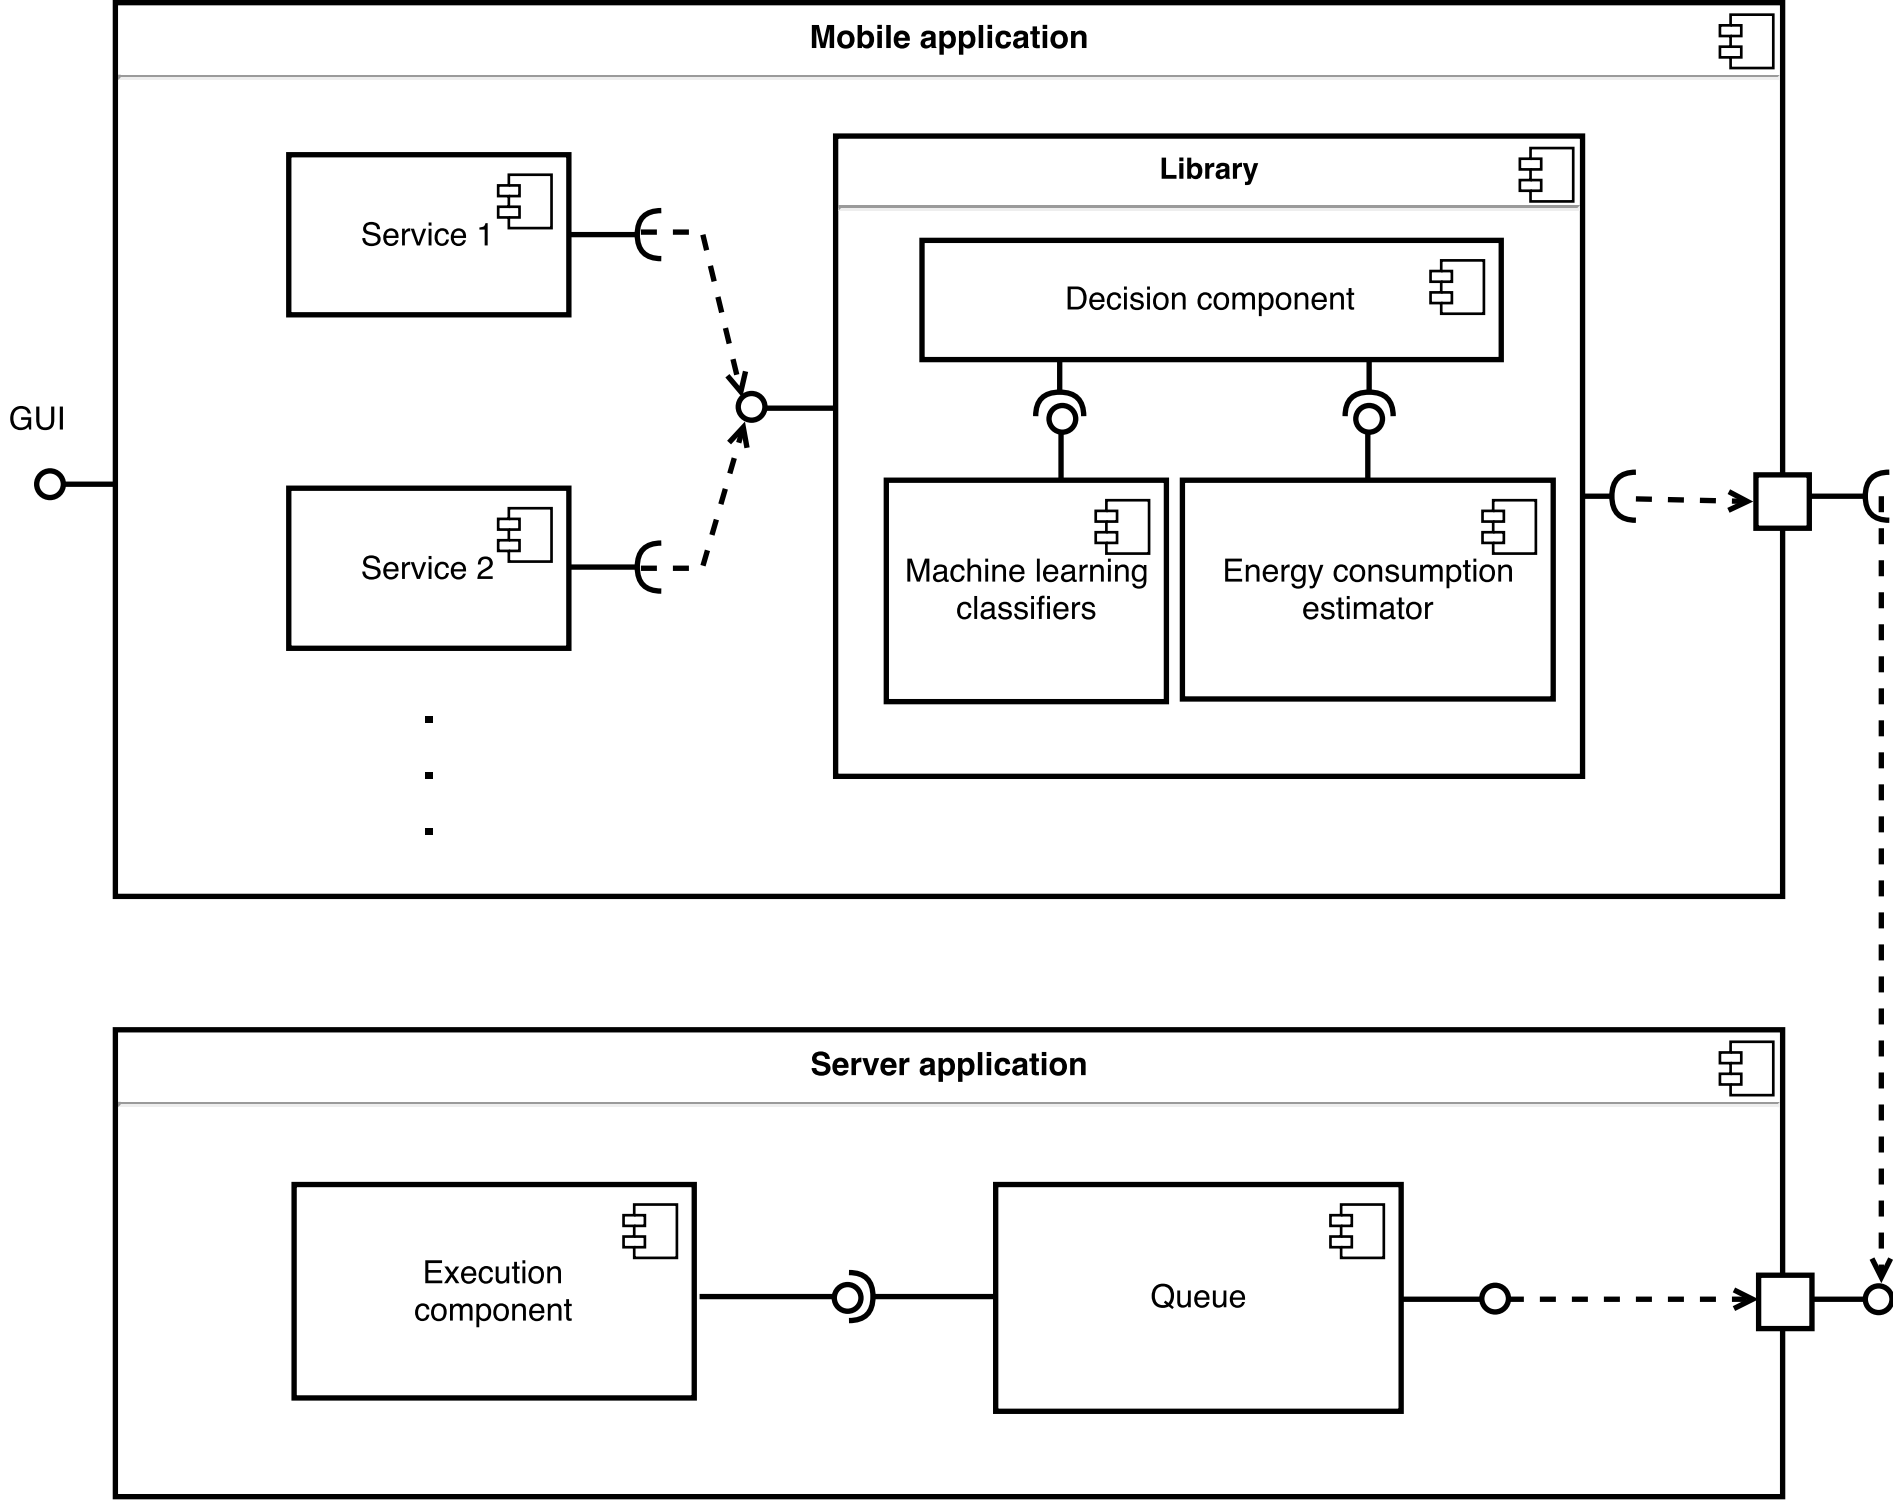 Mobile application
Library
Service 1
Decision component
GUI
Service 2
Machine learning
classifiers
Energy consumption
estimator
Server application
Execution
component
Queue